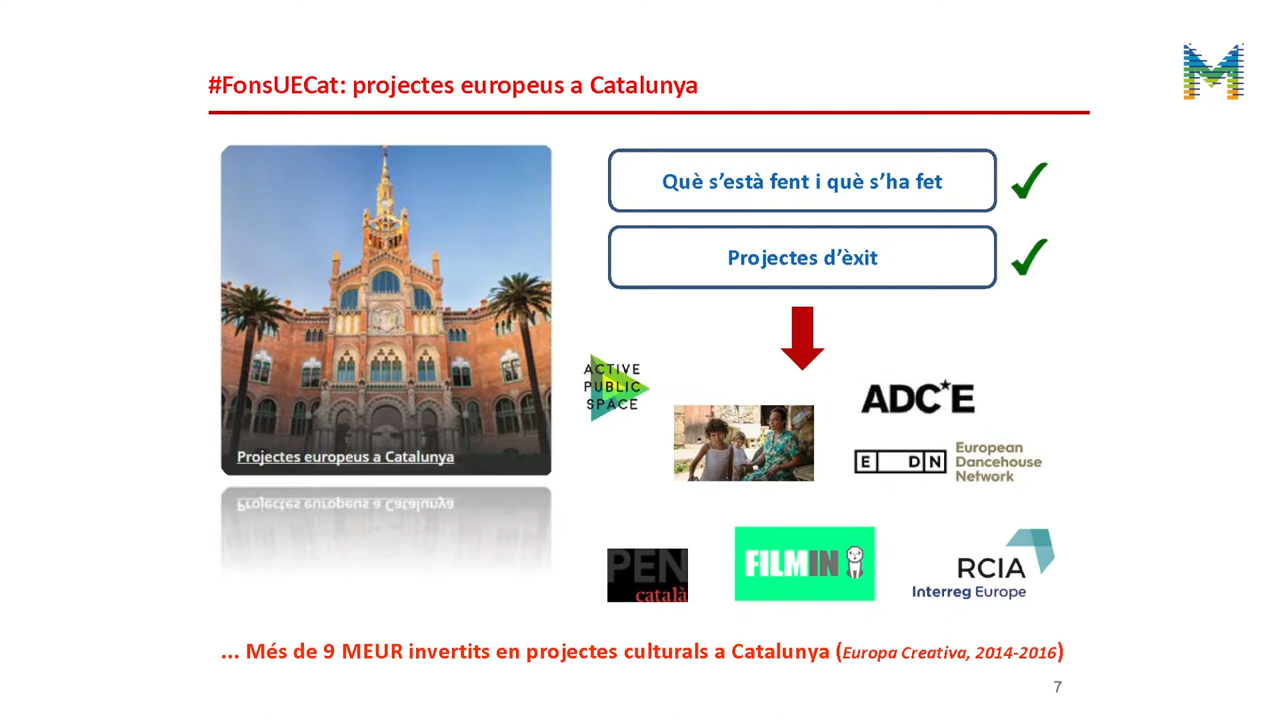 #FonsUECat: projectes europeus a Catalunya
Què s’està fent i què s’ha fet
Projectes d’èxit
ACTIVE
PUBLIC
SPACE
ADC*E
E DN
European
Dancehouse
Network
Projectes europeus a Catalunya
PEN
català
FILMIN
RCIA
Interreg Europe
... Més de 9 MEUR invertits en projectes culturals a Catalunya (Europa Creativa, 2014-2016)
7